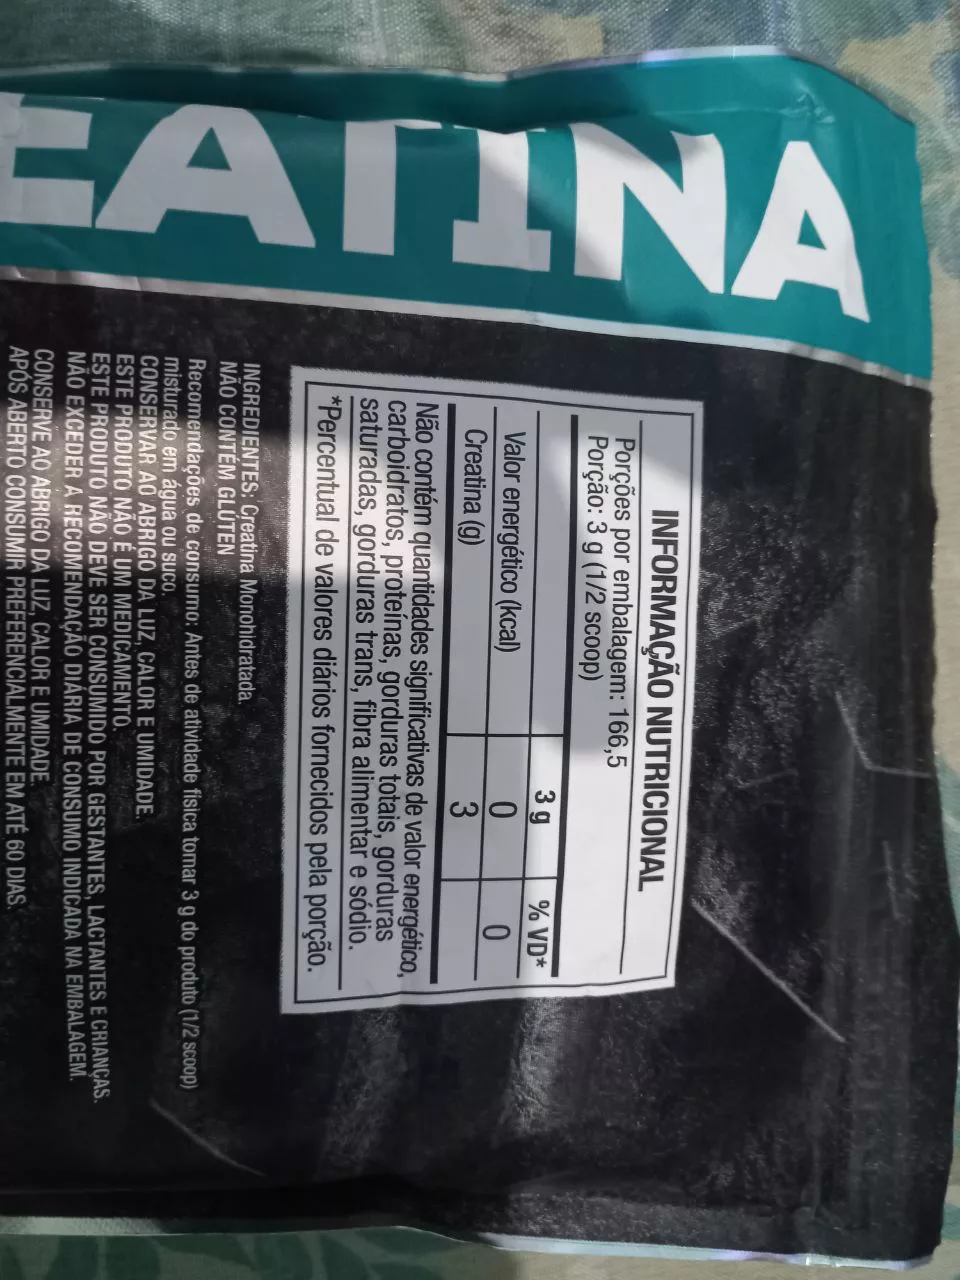 EATINA
INFORMAÇÃO NUTRICIONAL
Porções por embalagem: 166,5
Porção: 3 g (1/2 scoop)
3 g % VD*
Valor energético (kcal) 0 0
Creatina (g) 3
Não contém quantidades significativas de valor energético,
carboidratos, proteínas, gorduras totais, gorduras
saturadas, gorduras trans, fibra alimentar e sódio.
*Percentual de valores diários fornecidos pela porção.
INGREDIENTES: Creatina Monohidratada.
NÃO CONTÉM GLÚTEN
Recomendações de consumo: Antes de atividade física tomar 3 g do produto (1/2 scoop)
misturado em água ou suco.
CONSERVAR AO ABRIGO DA LUZ, CALOR E UMIDADE.
ESTE PRODUTO NÃO É UM MEDICAMENTO.
ESTE PRODUTO NÃO DEVE SER CONSUMIDO POR GESTANTES, LACTANTES E CRIANÇAS.
NÃO EXCEDER A RECOMENDAÇÃO DIÁRIA DE CONSUMO INDICADA NA EMBALAGEM.
CONSERVE AO ABRIGO DA LUZ, CALOR E UMIDADE.
APÓS ABERTO CONSUMIR PREFERENCIALMENTE EM ATÉ 60 DIAS.